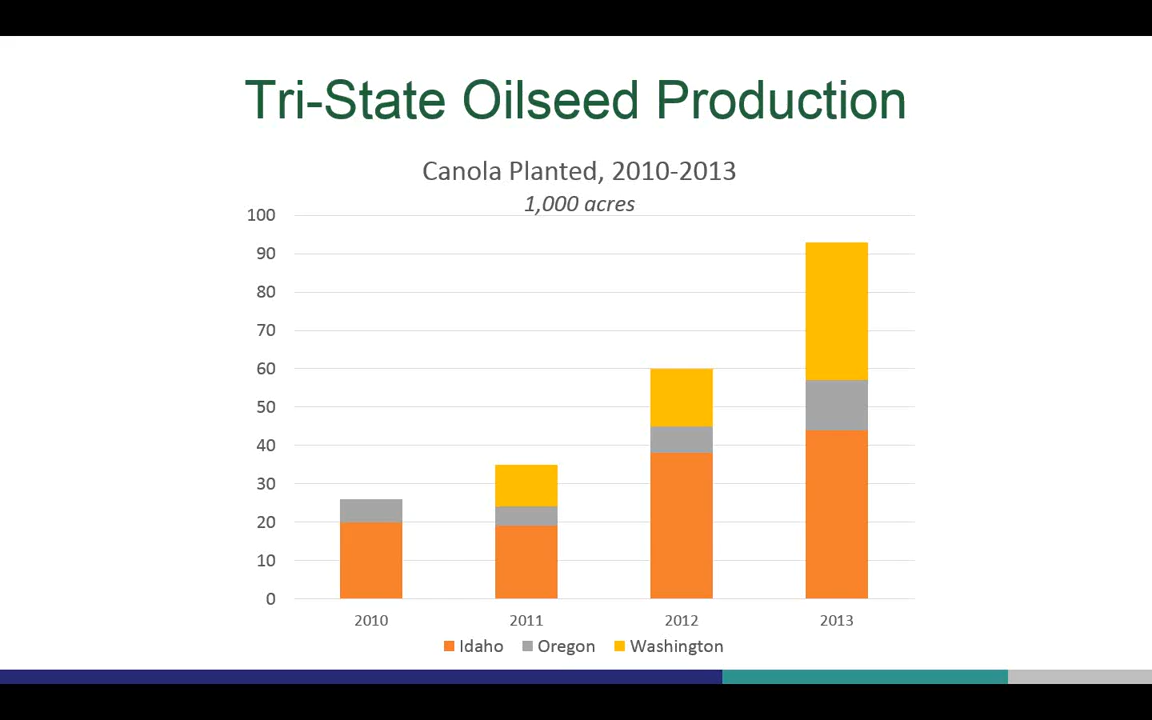 Tri-State Oilseed Production
Canola Planted, 2010-2013
1,000 acres
100
90
80
70
60
50
40
30
20
10
0
2010 2011 2012 2013
Idaho Oregon Washington